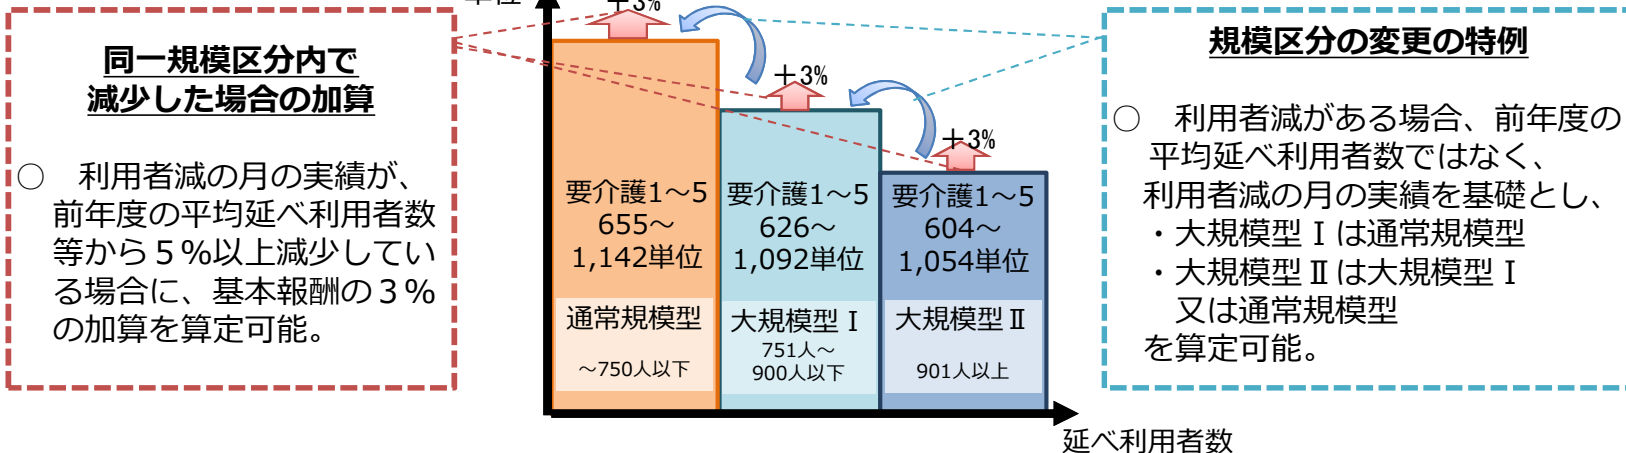 同一規模区分内で
減少した場合の加算
○　利用者減の月の実績が、
前年度の平均延べ利用者数
等から５%以上減少してい
る場合に、基本報酬の３%
の加算を算定可能。
単位
+3%
+3%
+3%
要介護1～5
655～
1,142単位
通常規模型
～750人以下
要介護1～5
626～
1,092単位
大規模型Ⅰ
751人～
900人以下
要介護1～5
604～
1,054単位
大規模型Ⅱ
901人以上
延べ利用者数
規模区分の変更の特例
○　利用者減がある場合、前年度の
平均延べ利用者数ではなく、
利用者減の月の実績を基礎とし、
・大規模型Ⅰは通常規模型
・大規模型Ⅱは大規模型Ⅰ
又は通常規模型
を算定可能。